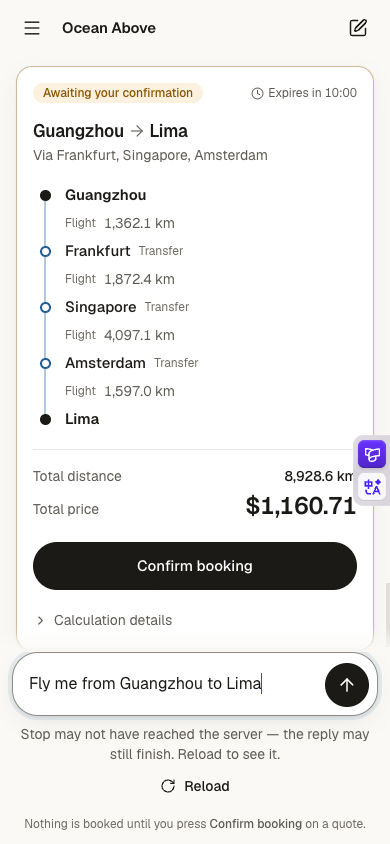 Ocean Above
Awaiting your confirmation
Expires in 10:00
Guangzhou → Lima
Via Frankfurt, Singapore, Amsterdam
Guangzhou
Flight 1,362.1 km
Frankfurt Transfer
Flight 1,872.4 km
Singapore Transfer
Flight 4,097.1 km
Amsterdam Transfer
Flight 1,597.0 km
Lima
Total distance 8,928.6 km
Total price $1,160.71
Confirm booking
Calculation details
Fly me from Guangzhou to Lima
Stop may not have reached the server — the reply may
still finish. Reload to see it.
Reload
Nothing is booked until you press Confirm booking on a quote.